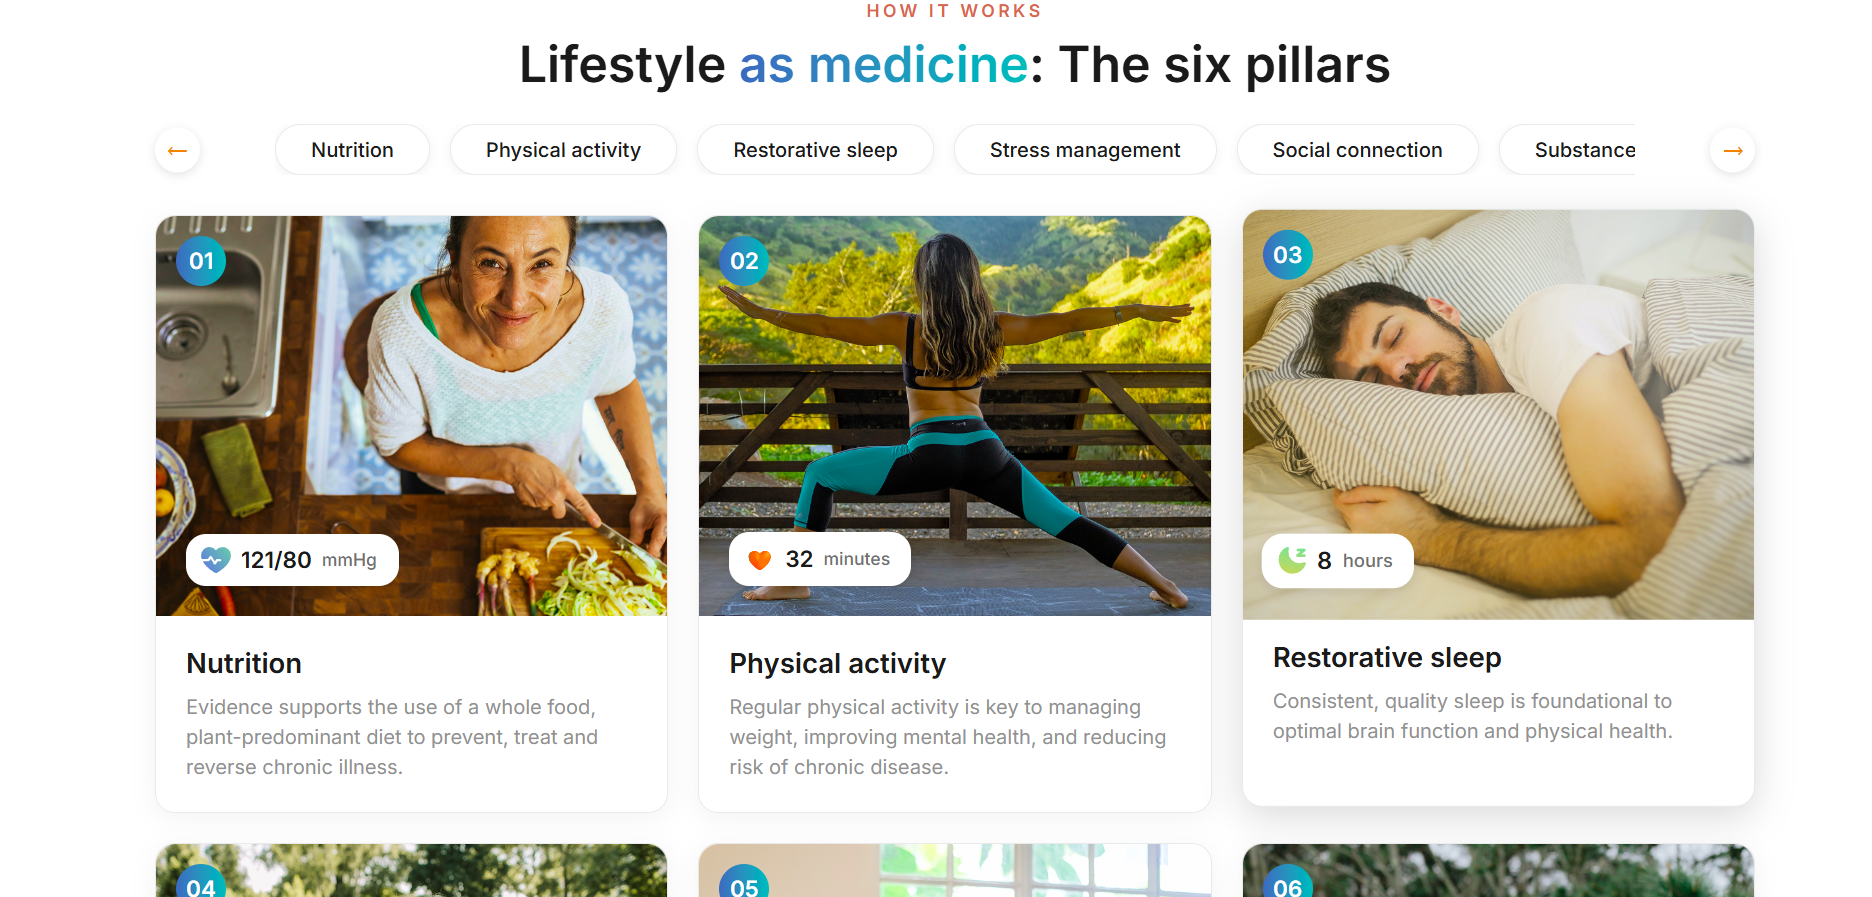 HOW IT WORKS
Lifestyle as medicine: The six pillars
←
Nutrition
Physical activity
Restorative sleep
Stress management
Social connection
Substance
→
01
121/80 mmHg
Nutrition
Evidence supports the use of a whole food,
plant-predominant diet to prevent, treat and
reverse chronic illness.
02
32 minutes
Physical activity
Regular physical activity is key to managing
weight, improving mental health, and reducing
risk of chronic disease.
03
8 hours
Restorative sleep
Consistent, quality sleep is foundational to
optimal brain function and physical health.
04
05
06